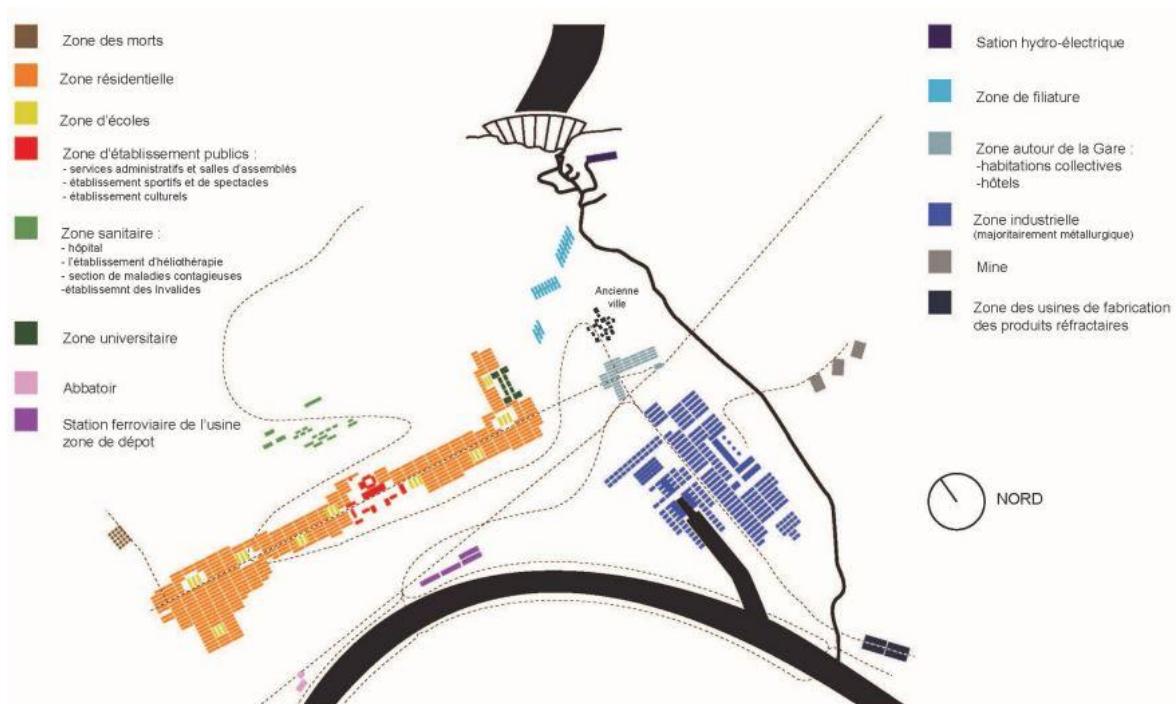 Zone des morts
Zone résidentielle
Zone d'écoles
Zone d'établissement publics :
- services administratifs et salles d'assemblés
- établissement sportifs et de spectacles
- établissement culturels
Zone sanitaire :
- hôpital
- l'établissement d'héliothérapie
- section de maladies contagieuses
-établissemnt des Invalides
Zone universitaire
Abbatoir
Station ferroviaire de l'usine
zone de dépot
Ancienne
ville
Sation hydro-électrique
Zone de filiature
Zone autour de la Gare :
-habitations collectives
-hôtels
Zone industrielle
(majoritairement métallurgique)
Mine
Zone des usines de fabrication
des produits réfractaires
NORD